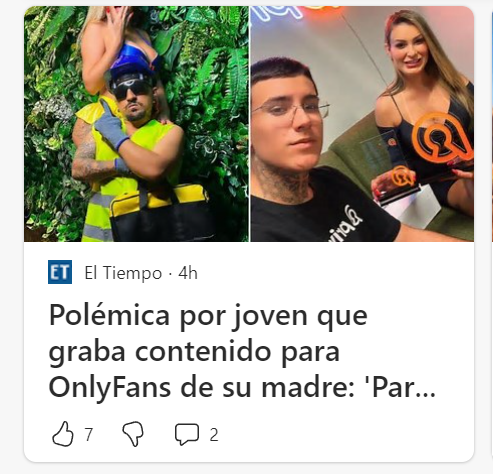 ET El Tiempo · 4h
Polémica por joven que
graba contenido para
OnlyFans de su madre: 'Par...
7 2